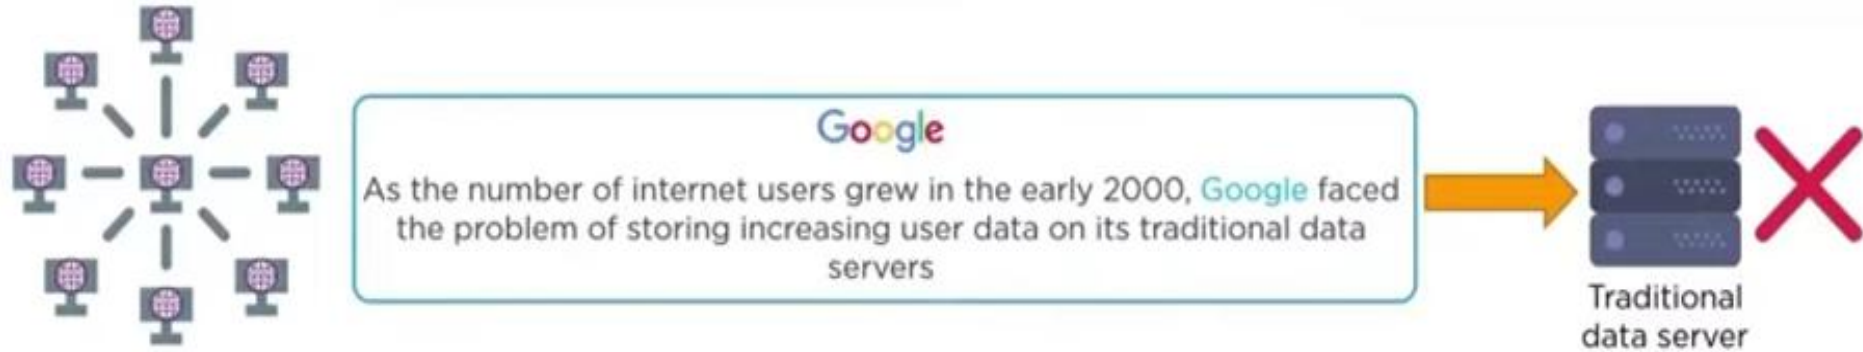 Google
As the number of internet users grew in the early 2000, Google faced
the problem of storing increasing user data on its traditional data
servers
Traditional
data server